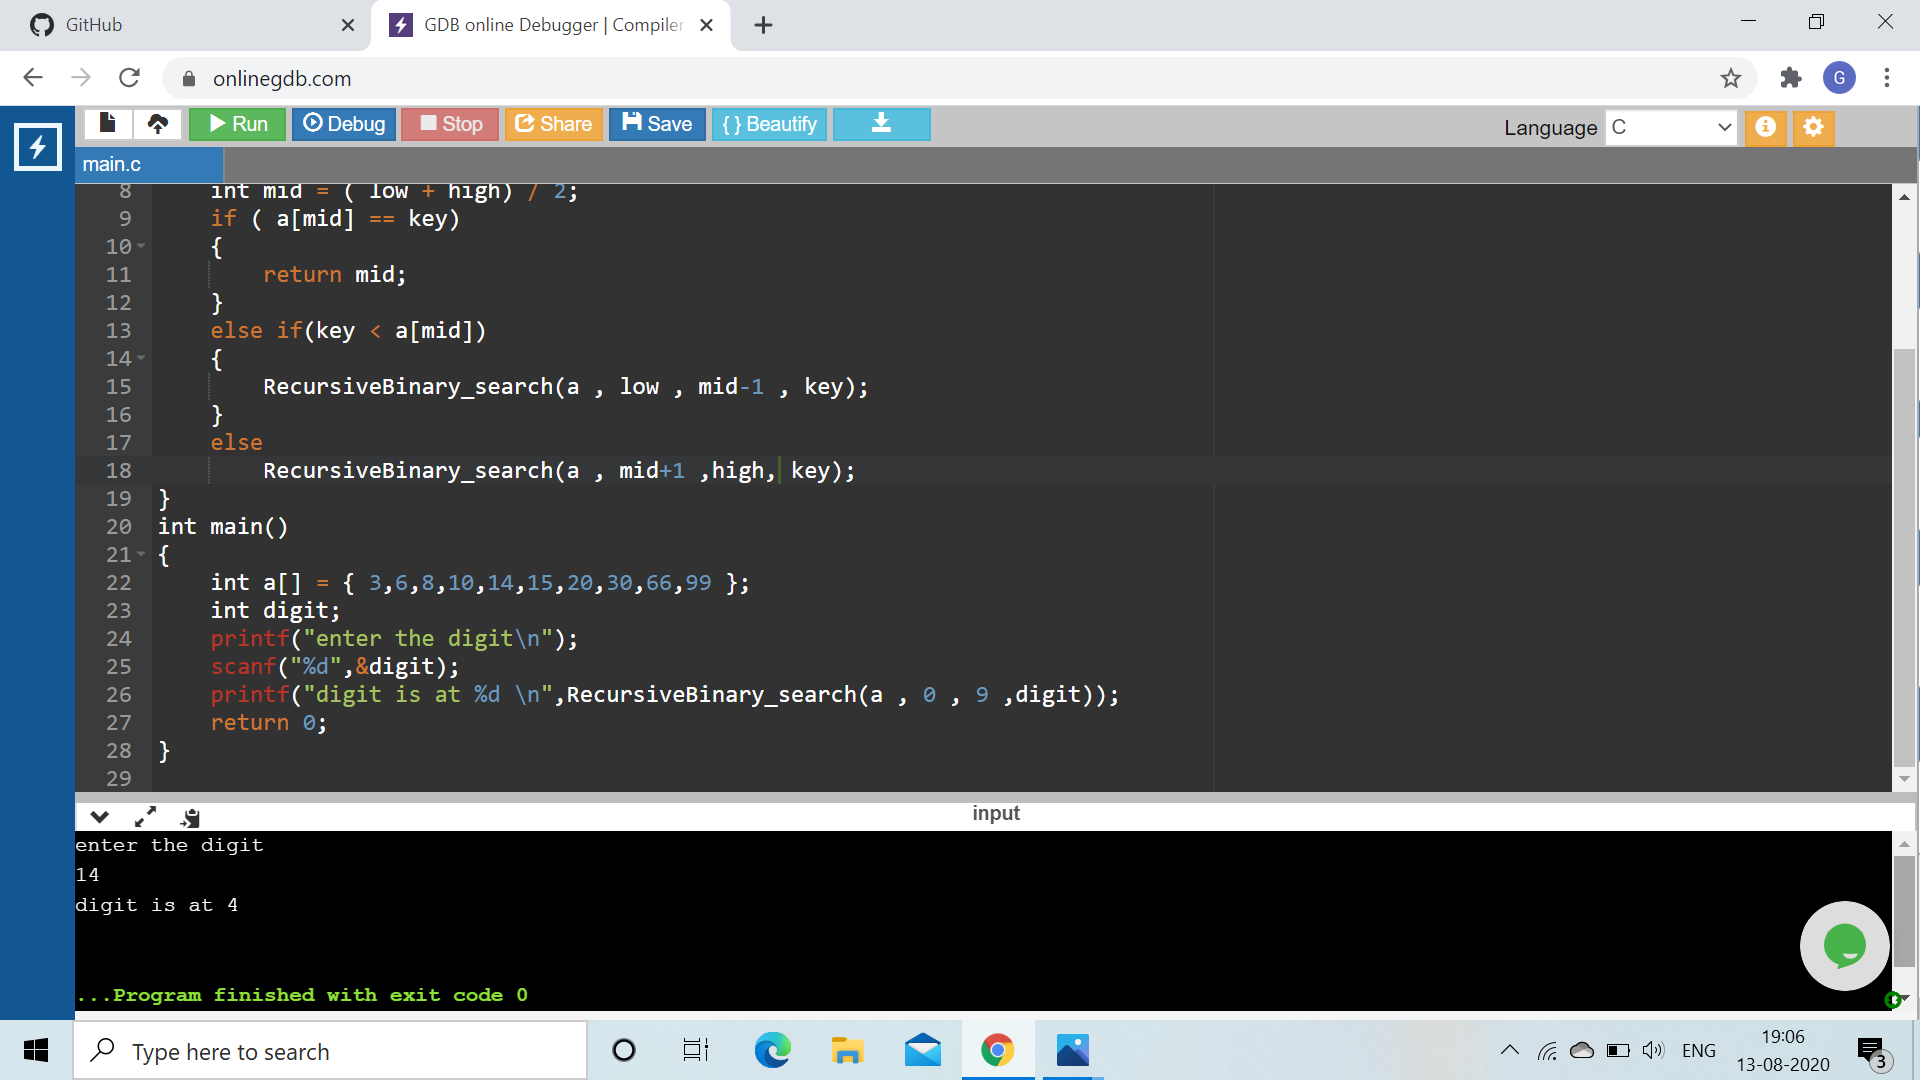 GitHub
GDB online Debugger | Compiler
onlinegdb.com
G
Run Debug Stop Share Save { } Beautify
Language C
main.c
8 int mid = ( low + high) / 2;
9 if ( a[mid] == key)
10 {
11 return mid;
12 }
13 else if(key < a[mid])
14 {
15 RecursiveBinary_search(a , low , mid-1 , key);
16 }
17 else
18 RecursiveBinary_search(a , mid+1 ,high, key);
19 }
20 int main()
21 {
22 int a[] = { 3,6,8,10,14,15,20,30,66,99 };
23 int digit;
24 printf("enter the digit\n");
25 scanf("%d",&digit);
26 printf("digit is at %d \n",RecursiveBinary_search(a , 0 , 9 ,digit));
27 return 0;
28 }
29
input
enter the digit
14
digit is at 4
...Program finished with exit code 0
Type here to search
ENG
19:06
13-08-2020
3